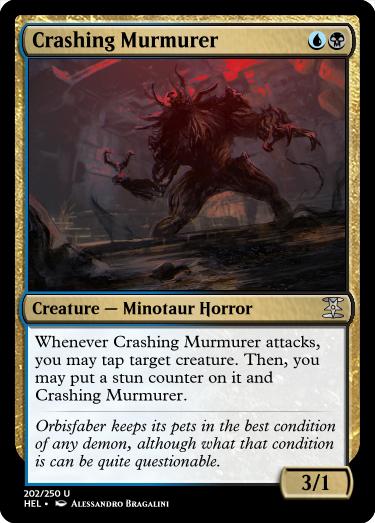 Crashing Murmurer
Creature — Minotaur Horror
Whenever Crashing Murmurer attacks,
you may tap target creature. Then, you
may put a stun counter on it and
Crashing Murmurer.
Orbisfaber keeps its pets in the best condition
of any demon, although what that condition
is can be quite questionable.
3/1
202/250 U
HEL • Alessandro Bragalini